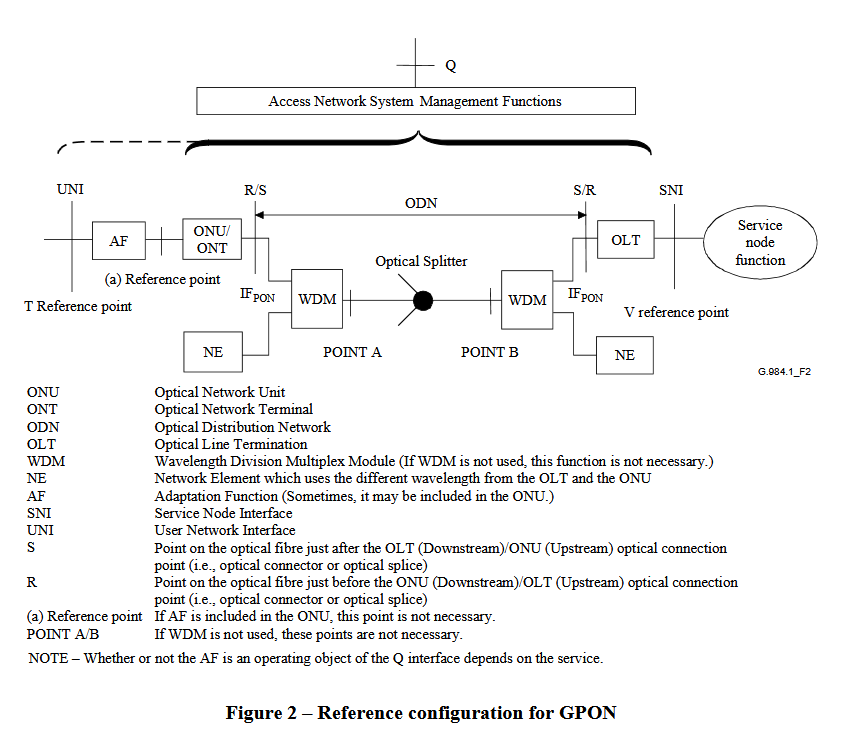 Q
Access Network System Management Functions
UNI R/S S/R SNI
ODN
AF ONU/ONT OLT Service node function
(a) Reference point
Optical Splitter
T Reference point
IFPON WDM WDM IFPON
V reference point
NE POINT A POINT B NE
G.984.1_F2
ONU Optical Network Unit
ONT Optical Network Terminal
ODN Optical Distribution Network
OLT Optical Line Termination
WDM Wavelength Division Multiplex Module (If WDM is not used, this function is not necessary.)
NE Network Element which uses the different wavelength from the OLT and the ONU
AF Adaptation Function (Sometimes, it may be included in the ONU.)
SNI Service Node Interface
UNI User Network Interface
S Point on the optical fibre just after the OLT (Downstream)/ONU (Upstream) optical connection
point (i.e., optical connector or optical splice)
R Point on the optical fibre just before the ONU (Downstream)/OLT (Upstream) optical connection
point (i.e., optical connector or optical splice)
(a) Reference point If AF is included in the ONU, this point is not necessary.
POINT A/B If WDM is not used, these points are not necessary.
NOTE – Whether or not the AF is an operating object of the Q interface depends on the service.
Figure 2 – Reference configuration for GPON